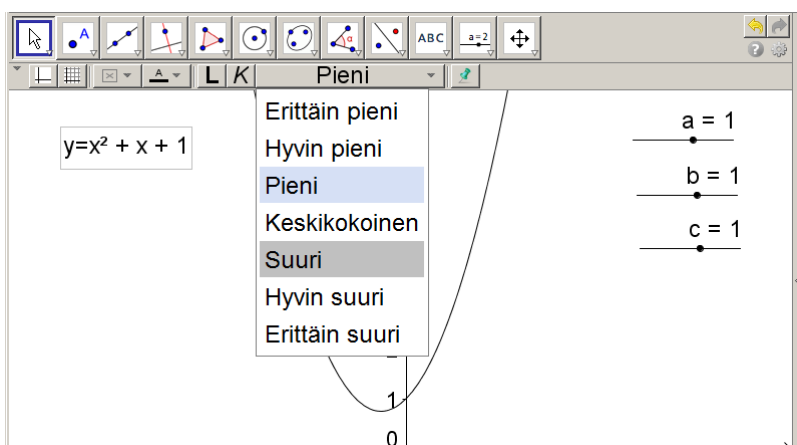 A
α
ABC
a=2
A
L K Pieni
Erittäin pieni
Hyvin pieni
Pieni
Keskikokoinen
Suuri
Hyvin suuri
Erittäin suuri
y=x² + x + 1
a = 1
b = 1
c = 1
1
0